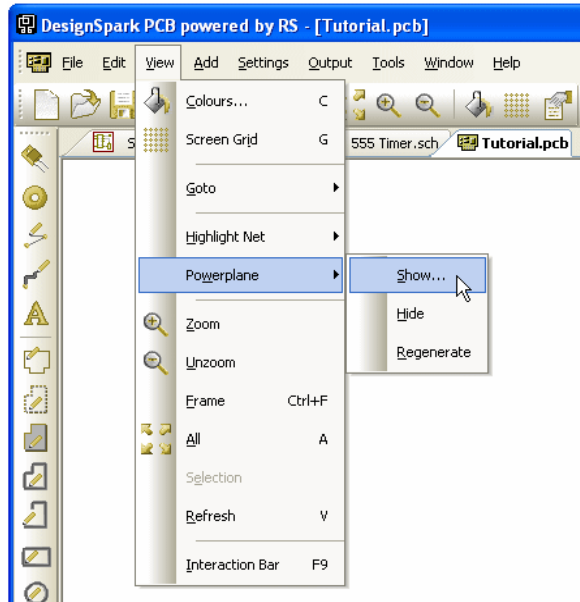 DesignSpark PCB powered by RS - [Tutorial.pcb]
File Edit View Add Settings Output Tools Window Help
S 555 Timer.sch Tutorial.pcb
Colours... C
Screen Grid G
Goto
Highlight Net
Powerplane
Show...
Hide
Regenerate
Zoom
Unzoom
Frame Ctrl+F
All A
Selection
Refresh V
Interaction Bar F9
A